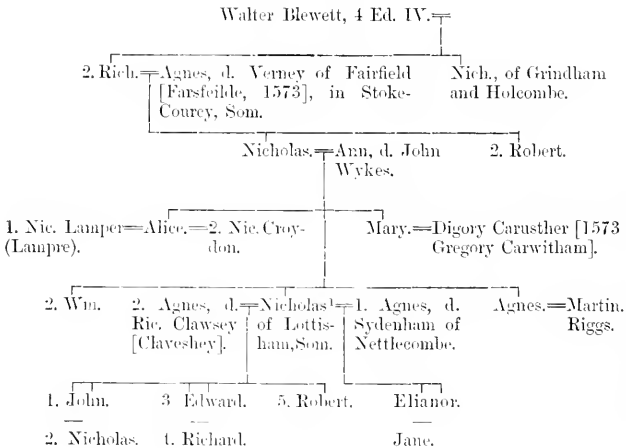 Walter Blewett, 4 Ed. IV.
2. Rich.=Agnes, d. Verney of Fairfield Nich., of Grindham
[Farsfeilde, 1573], in Stoke- and Holcombe.
Courcy, Som.
Nicholas.=Ann, d. John 2. Robert.
Wykes.
1. Nic. Lamper=Alice.=2. Nic. Croy- Mary.=Digory Carusther [1573
(Lampre). don. Gregory Carwitham].
2. Wm. 2. Agnes, d.=Nicholas¹=1. Agnes, d. Agnes.=Martin.
Ric. Clawsey of Lottis- Sydenham of Riggs.
[Claveshey]. ham, Som. Nettlecombe.
1. John. 3 Edward. 5. Robert. Elianor.
2. Nicholas. 4. Richard. Jane.